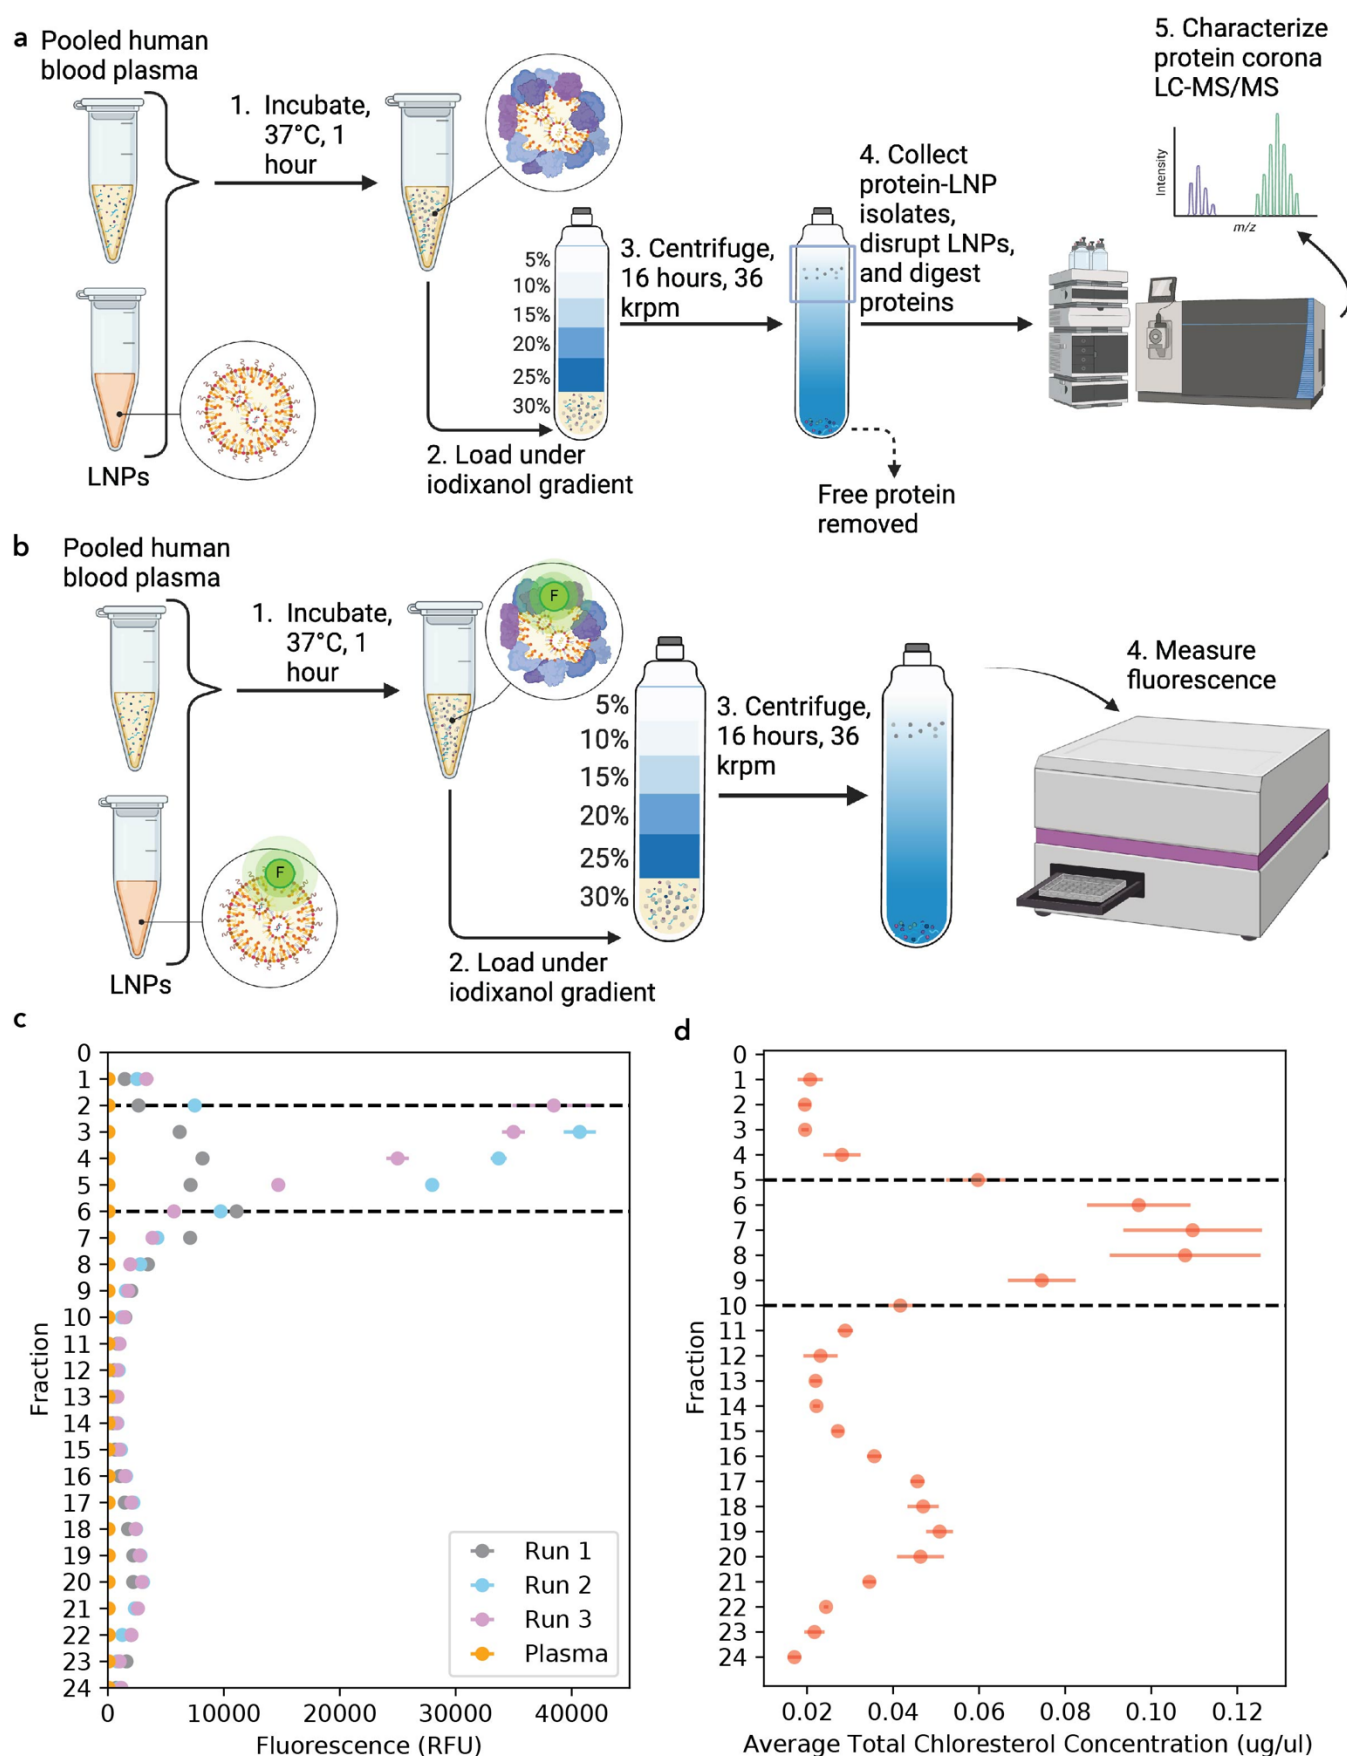 a
Pooled human
blood plasma
LNPs
1. Incubate,
37°C, 1
hour
2. Load under
iodixanol gradient
5%
10%
15%
20%
25%
30%
3. Centrifuge,
16 hours, 36
krpm
Free protein
removed
4. Collect
protein-LNP
isolates,
disrupt LNPs,
and digest
proteins
5. Characterize
protein corona
LC-MS/MS
Intensity
m/z
b
Pooled human
blood plasma
LNPs
F
1. Incubate,
37°C, 1
hour
F
2. Load under
iodixanol gradient
5%
10%
15%
20%
25%
30%
3. Centrifuge,
16 hours, 36
krpm
4. Measure
fluorescence
c
Fraction
0
1
2
3
4
5
6
7
8
9
10
11
12
13
14
15
16
17
18
19
20
21
22
23
24
Run 1
Run 2
Run 3
Plasma
0 10000 20000 30000 40000
Fluorescence (RFU)
d
Fraction
0
1
2
3
4
5
6
7
8
9
10
11
12
13
14
15
16
17
18
19
20
21
22
23
24
0.02 0.04 0.06 0.08 0.10 0.12
Average Total Chloresterol Concentration (ug/ul)